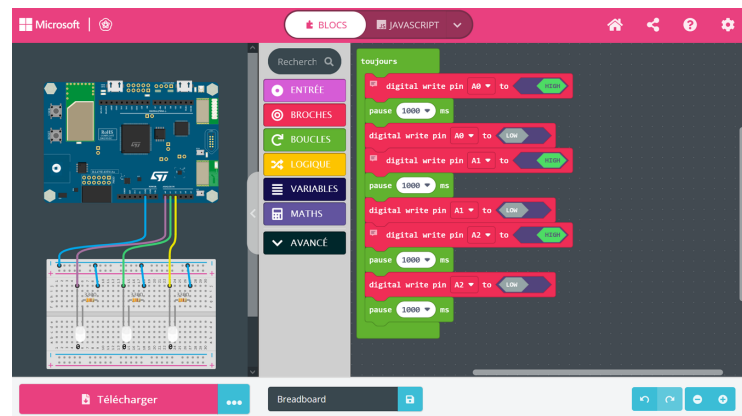 Microsoft
BLOCS
JAVASCRIPT
Recherch
ENTRÉE
BROCHES
BOUCLES
LOGIQUE
VARIABLES
MATHS
AVANCÉ
toujours
digital write pin A0 to HIGH
pause 1000 ms
digital write pin A0 to LOW
digital write pin A1 to HIGH
pause 1000 ms
digital write pin A1 to LOW
digital write pin A2 to HIGH
pause 1000 ms
digital write pin A2 to LOW
pause 1000 ms
0 0 0
Télécharger
Breadboard